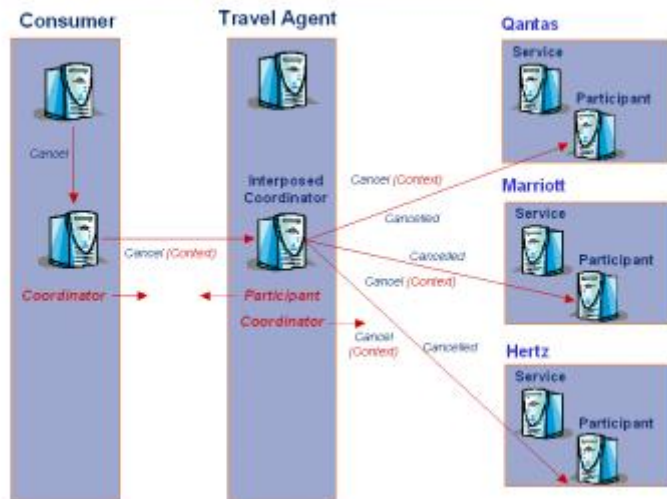 Consumer
Travel Agent
Qantas
Service
Participant
Cancel
Interposed
Coordinator
Cancel (Context)
Cancelled
Marriott
Service
Participant
Cancel (Context)
Cancelled
Cancel (Context)
Coordinator
Participant
Coordinator
Cancel
(Context)
Cancelled
Hertz
Service
Participant